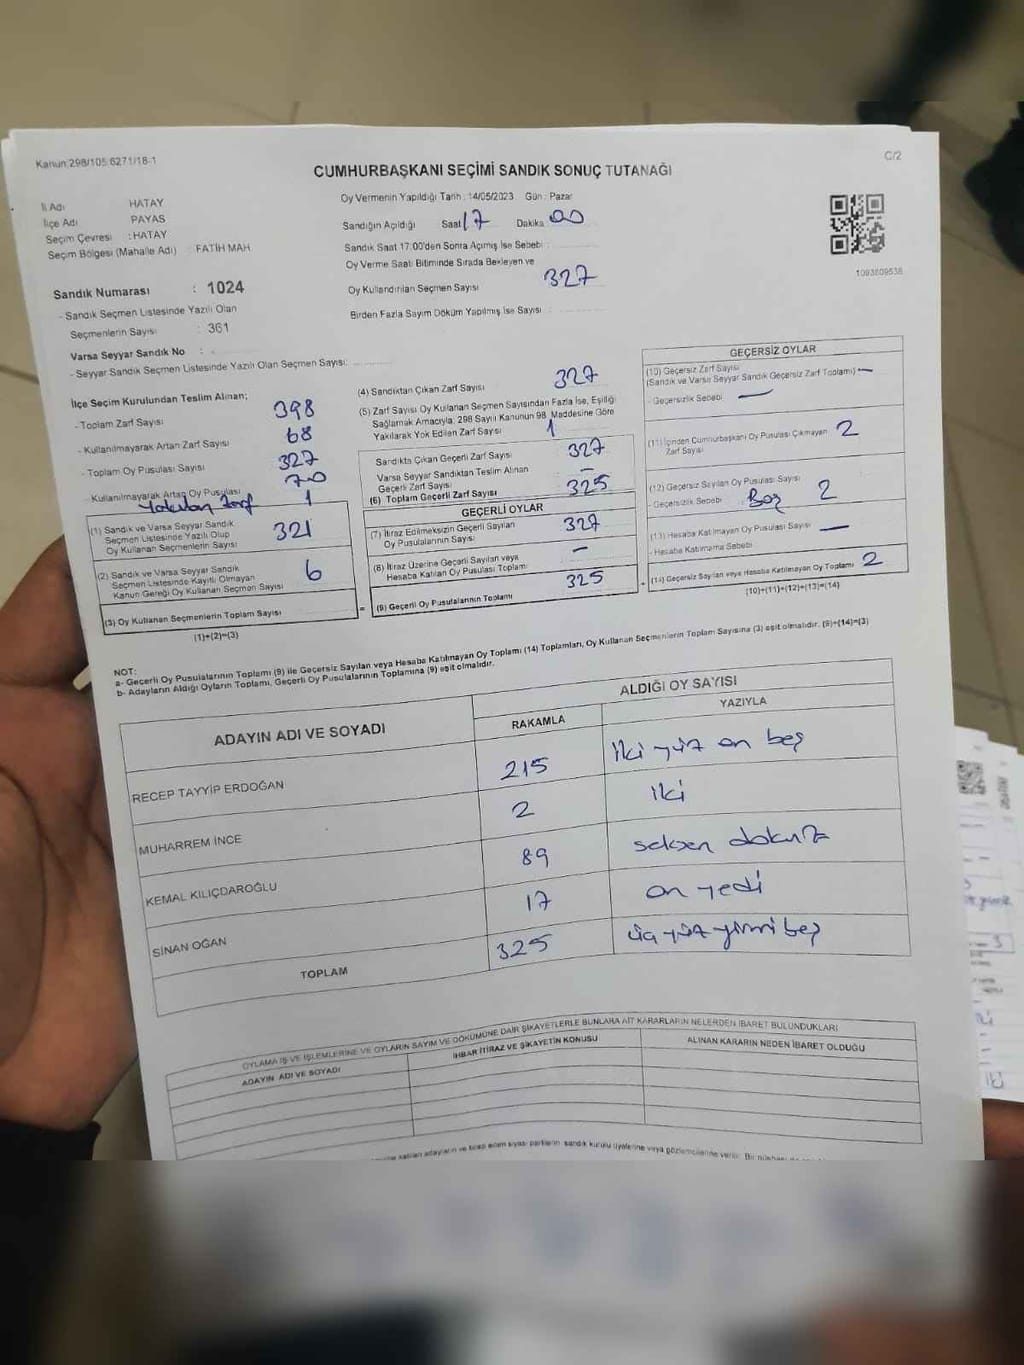 Kanun:298/105:6271/18-1
C/2
CUMHURBAŞKANI SEÇİMİ SANDIK SONUÇ TUTANAĞI
İl Adı HATAY
İlçe Adı PAYAS
Seçim Çevresi : HATAY
Seçim Bölgesi (Mahalle Adı) : FATİH MAH
Oy Vermenin Yapıldığı Tarih : 14/05/2023 Gün : Pazar
Sandığın Açıldığı Saat 17 Dakika 00
Sandık Saat 17:00'den Sonra Açımış İse Sebebi :
Oy Verme Saati Bitiminde Sırada Bekleyen ve
Oy Kullandırılan Seçmen Sayısı 327
Birden Fazla Sayım Döküm Yapılmış İse Sayısı :
1093809538
Sandık Numarası : 1024
- Sandık Seçmen Listesinde Yazılı Olan
Seçmenlerin Sayısı : 361
Varsa Seyyar Sandık No :
- Seyyar Sandık Seçmen Listesinde Yazılı Olan Seçmen Sayısı:
İlçe Seçim Kurulundan Teslim Alınan;
- Toplam Zarf Sayısı 398
- Kullanılmayarak Artan Zarf Sayısı 68
- Toplam Oy Pusulası Sayısı 327
- Kullanılmayarak Artan Oy Pusulası 70
Yakılan Zarf 1
(1) Sandık ve Varsa Seyyar Sandık
Seçmen Listesinde Yazılı Olup
Oy Kullanan Seçmenlerin Sayısı 321
(2) Sandık ve Varsa Seyyar Sandık
Seçmen Listesinde Kayıtlı Olmayan
Kanun Gereği Oy Kullanan Seçmen Sayısı 6
(3) Oy Kullanan Seçmenlerin Toplam Sayısı
(1)+(2)=(3)
(4) Sandıktan Çıkan Zarf Sayısı 327
(5) Zarf Sayısı Oy Kullanan Seçmen Sayısından Fazla İse, Eşitliği
Sağlamak Amacıyla, 298 Sayılı Kanunun 98. Maddesine Göre
Yakılarak Yok Edilen Zarf Sayısı 1
Sandıkta Çıkan Geçerli Zarf Sayısı 327
Varsa Seyyar Sandıktan Teslim Alınan
Geçerli Zarf Sayısı –
(6) Toplam Geçerli Zarf Sayısı 325
GEÇERLİ OYLAR
(7) İtiraz Edilmeksizin Geçerli Sayılan
Oy Pusulalarının Sayısı 327
(8) İtiraz Üzerine Geçerli Sayılan veya
Hesaba Katılan Oy Pusulası Toplamı –
(9) Geçerli Oy Pusulalarının Toplamı 325
GEÇERSİZ OYLAR
(10) Geçersiz Zarf Sayısı
(Sandık ve Varsa Seyyar Sandık Geçersiz Zarf Toplamı) —
- Geçersizlik Sebebi —
(11) İçinden Cumhurbaşkanı Oy Pusulası Çıkmayan
Zarf Sayısı 2
(12) Geçersiz Sayılan Oy Pusulası Sayısı
- Geçersizlik Sebebi Boş 2
(13) Hesaba Katılmayan Oy Pusulası Sayısı —
- Hesaba Katılmama Sebebi
(14) Geçersiz Sayılan veya Hesaba Katılmayan Oy Toplamı 2
(10)+(11)+(12)+(13)=(14)
NOT:
a- Geçerli Oy Pusulalarının Toplamı (9) ile Geçersiz Sayılan veya Hesaba Katılmayan Oy Toplamı (14) Toplamları, Oy Kullanan Seçmenlerin Toplam Sayısına (3) eşit olmalıdır. (9)+(14)=(3)
b- Adayların Aldığı Oyların Toplamı, Geçerli Oy Pusulalarının Toplamına (9) eşit olmalıdır.
ADAYIN ADI VE SOYADI ALDIĞI OY SAYISI
RAKAMLA YAZIYLA
RECEP TAYYİP ERDOĞAN 215 iki yüz on beş
MUHARREM İNCE 2 iki
KEMAL KILIÇDAROĞLU 89 seksen dokuz
SİNAN OĞAN 17 on yedi
TOPLAM 325 üç yüz yirmi beş
OYLAMA İŞ VE İŞLEMLERİNE VE OYLARIN SAYIM VE DÖKÜMÜNE DAİR ŞİKAYETLERLE BUNLARA AİT KARARLARIN NELERDEN İBARET BULUNDUKLARI
ADAYIN ADI VE SOYADI İHBAR İTİRAZ VE ŞİKAYETİN KONUSU ALINAN KARARIN NEDEN İBARET OLDUĞU